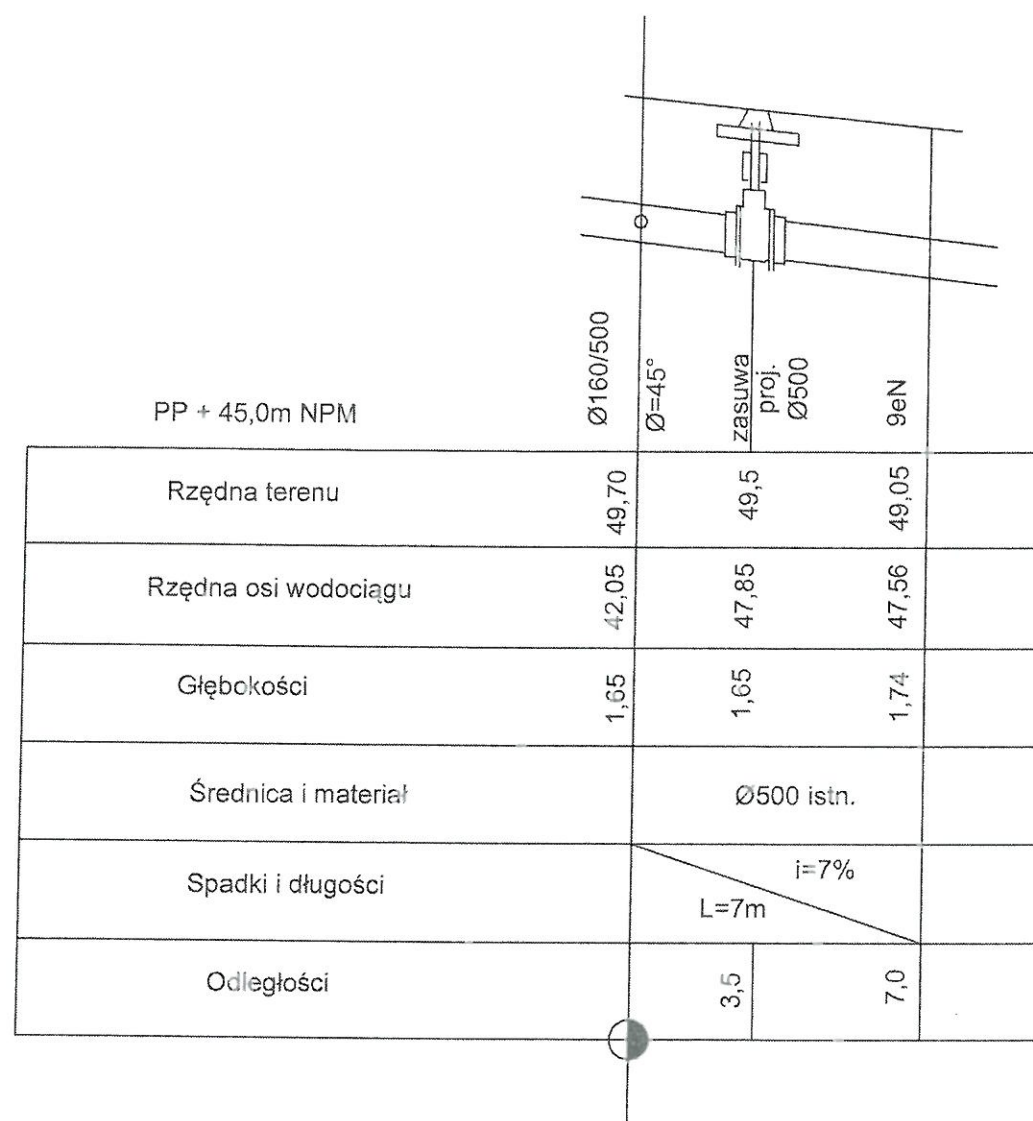 Ø160/500
Ø=45°
zasuwa
proj.
Ø500
9eN
PP + 45,0m NPM
Rzędna terenu 49,70 49,5 49,05
Rzędna osi wodociągu 42,05 47,85 47,56
Głębokości 1,65 1,65 1,74
Średnica i materiał Ø500 istn.
Spadki i długości L=7m i=7%
Odległości 3,5 7,0